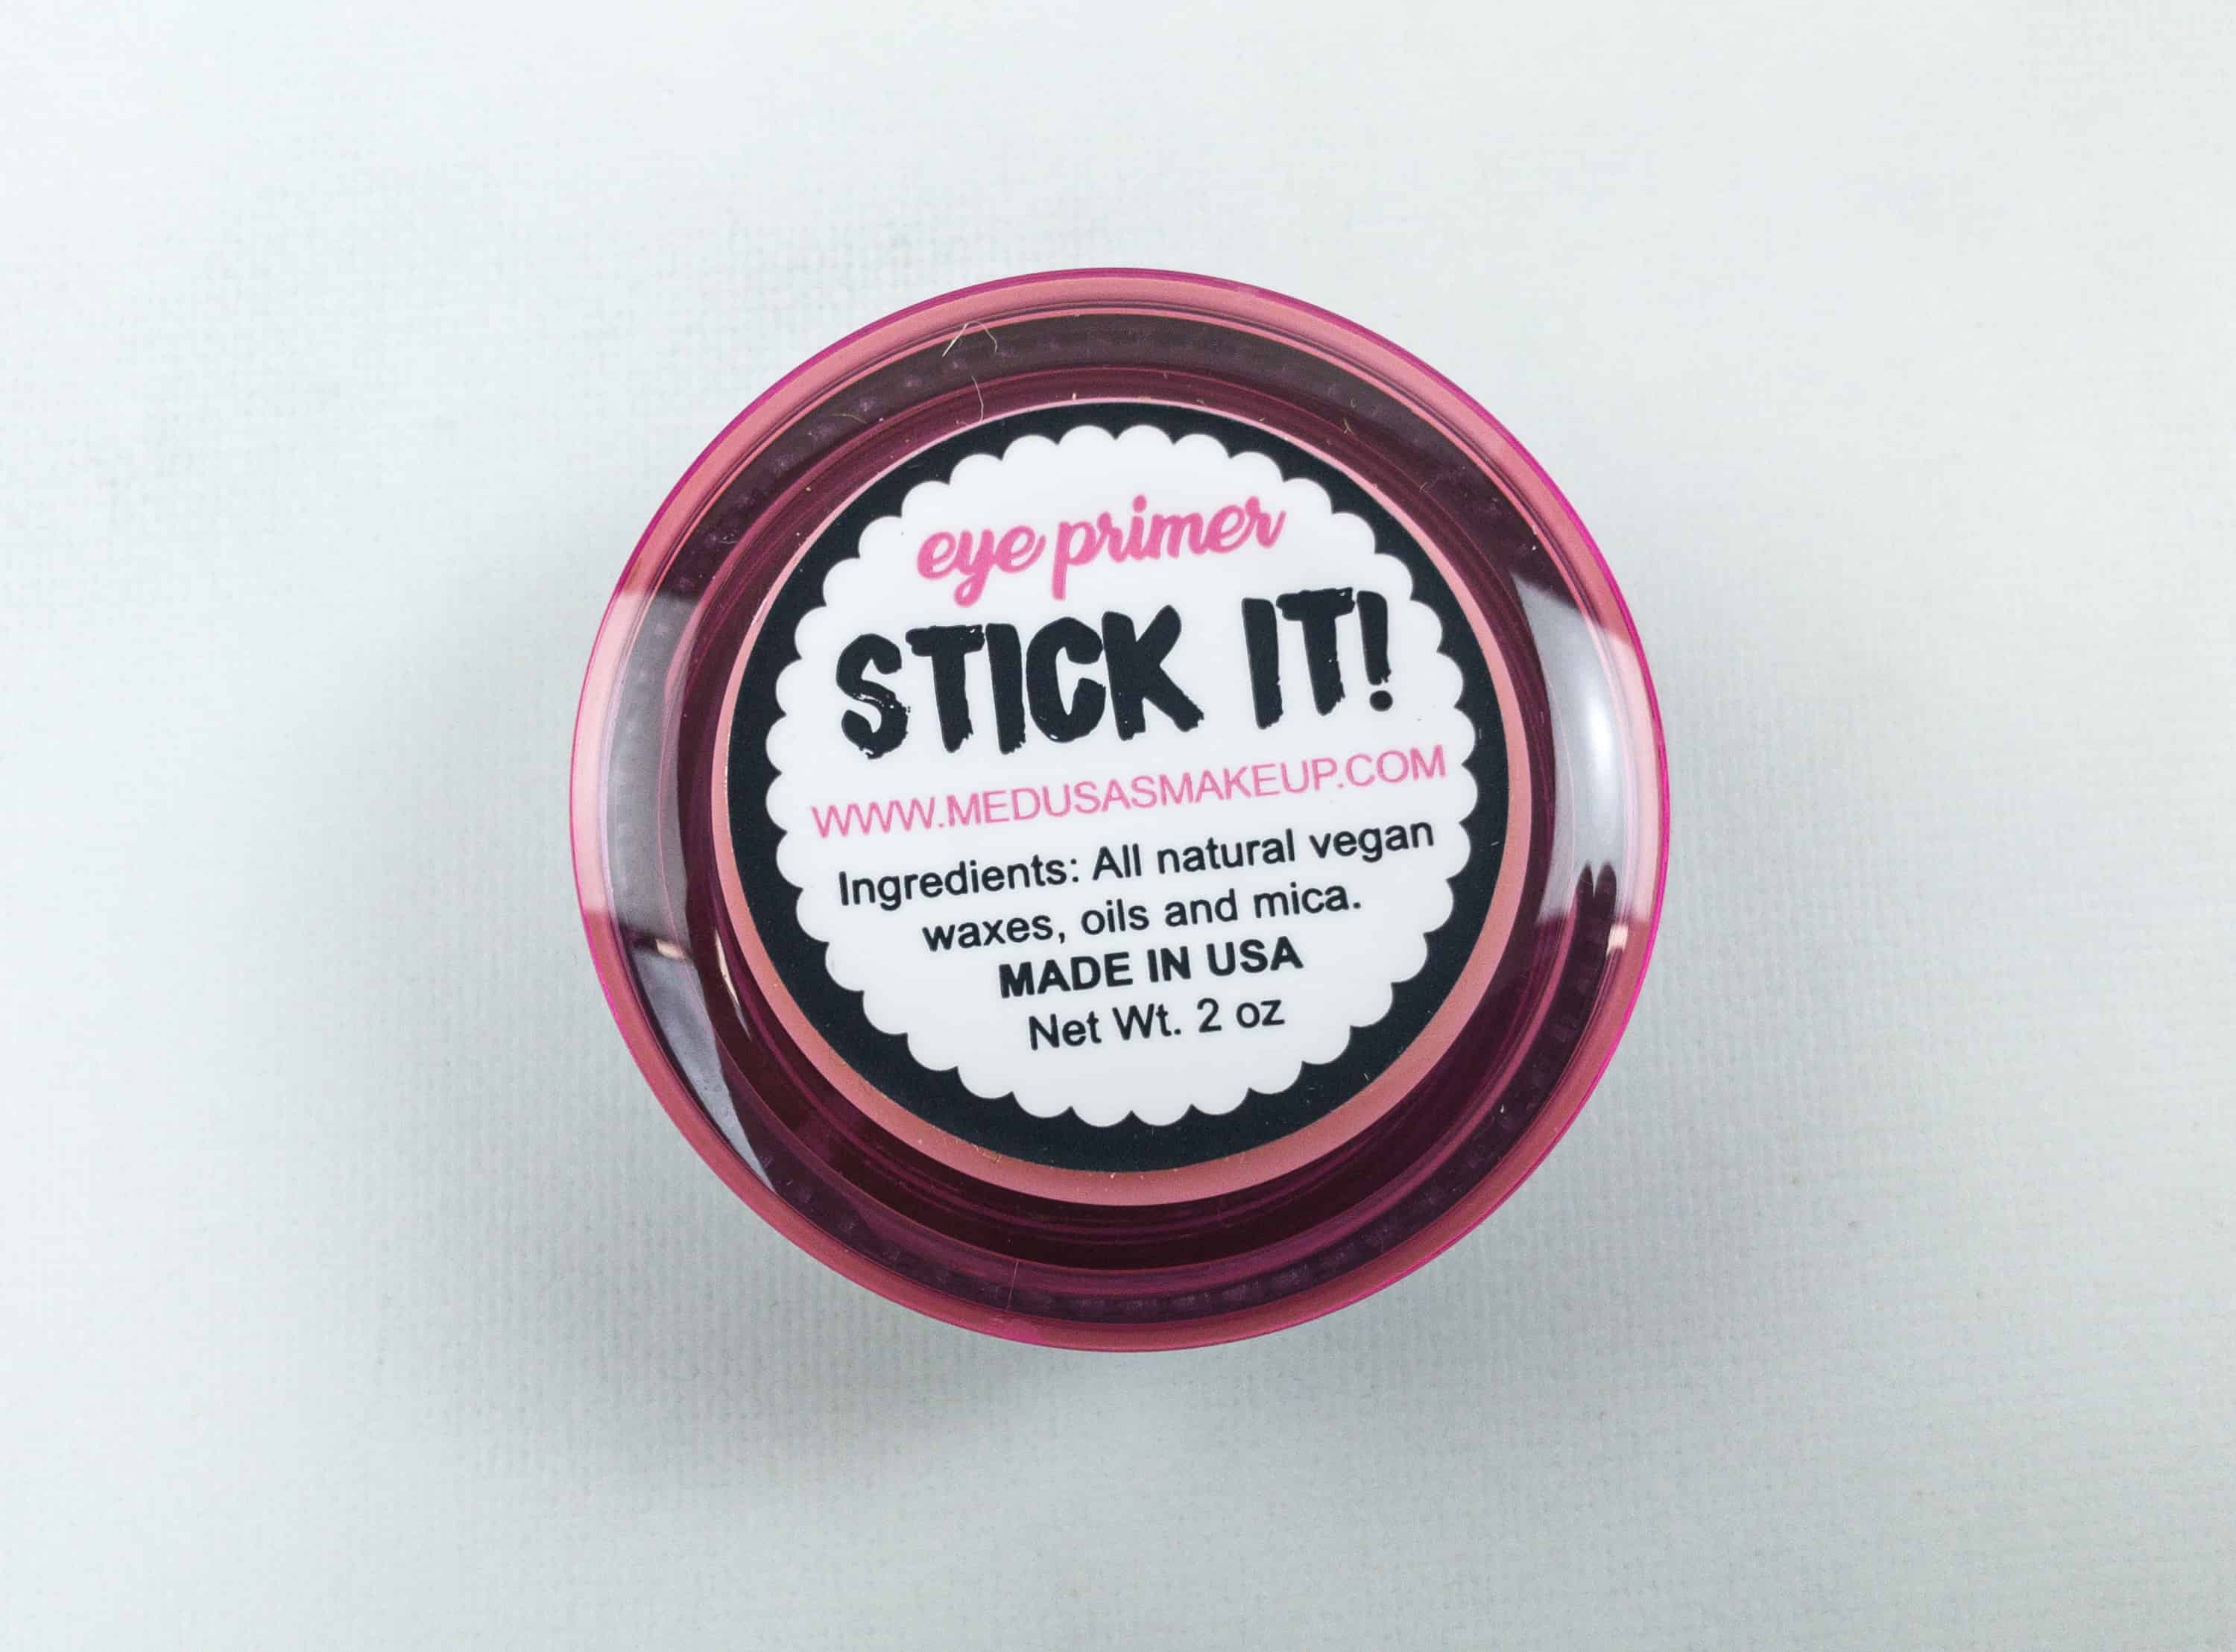 eye primer
STICK IT!
WWW.MEDUSASMAKEUP.COM
Ingredients: All natural vegan
waxes, oils and mica.
MADE IN USA
Net Wt. 2 oz